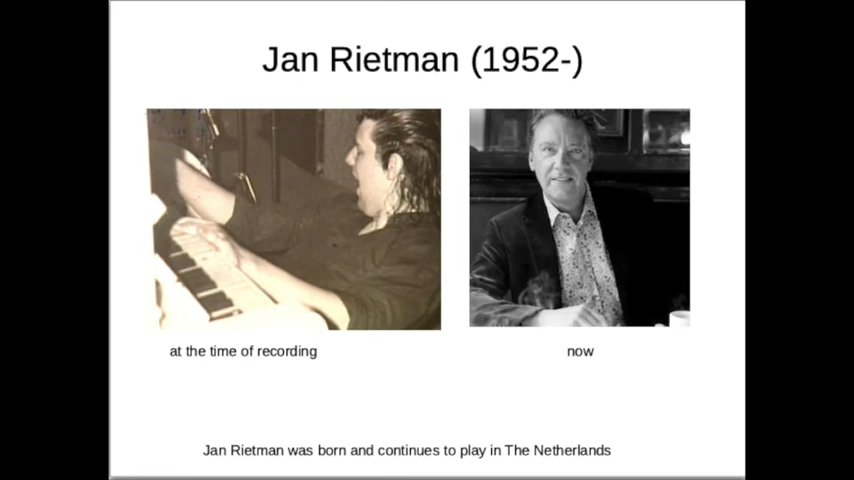 Jan Rietman (1952-)
at the time of recording
now
Jan Rietman was born and continues to play in The Netherlands